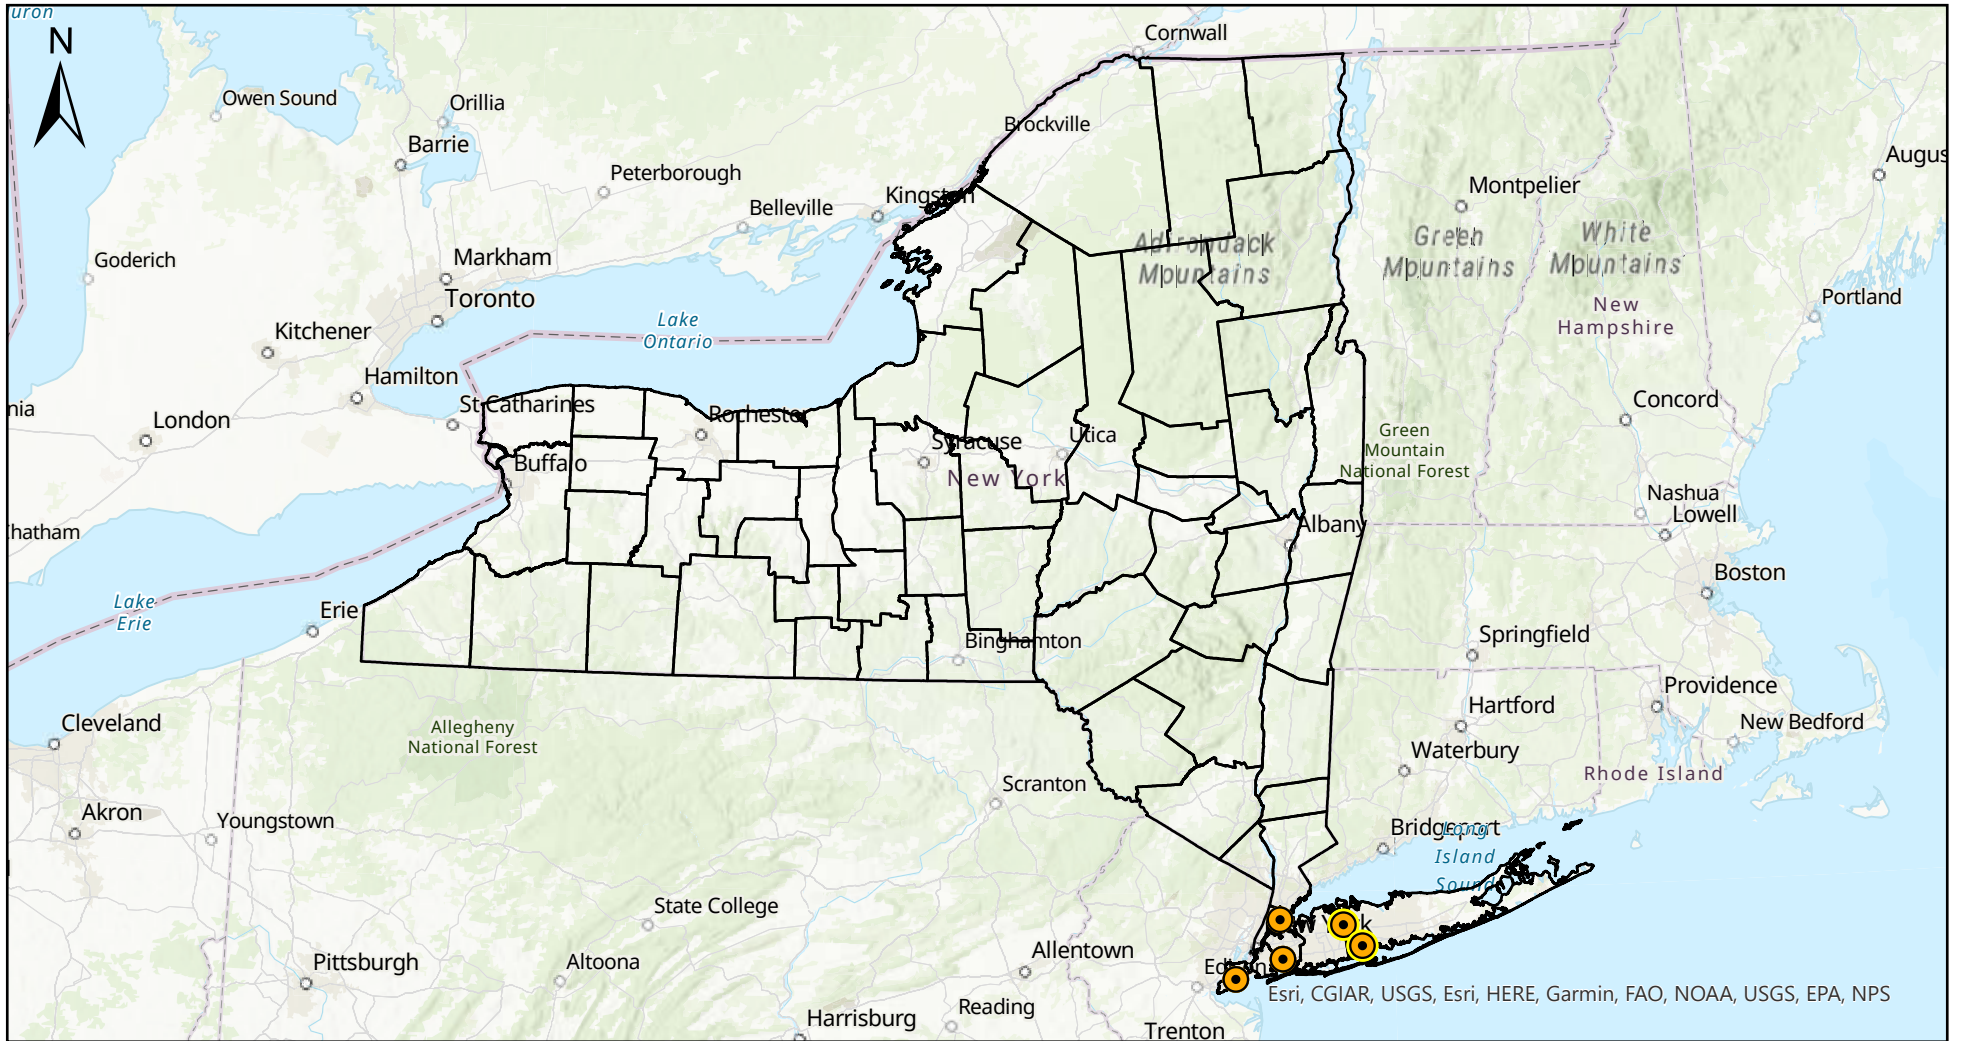 uron
N
Cornwall
Owen Sound
Orillia
Brockville
Barrie
Augus
Peterborough
Montpelier
Kingston
Belleville
Adirondack
Mountains
Green
Mountains
White
Mountains
Goderich
Markham
Toronto
Portland
New
Hampshire
Lake
Ontario
Kitchener
Hamilton
nia
St Catharines
London
Rochester
Concord
Syracuse
Utica
Green
Mountain
National Forest
Buffalo
New York
Nashua
Lowell
hatham
Albany
Boston
Lake
Erie
Erie
Binghamton
Springfield
Providence
Hartford
New Bedford
Cleveland
Allegheny
National Forest
Waterbury
Rhode Island
Scranton
Akron
Youngstown
Bridgeport
Long
Island
Sound
State College
Allentown
Pittsburgh
Altoona
Esri, CGIAR, USGS, Esri, HERE, Garmin, FAO, NOAA, USGS, EPA, NPS
Reading
Harrisburg
Trenton